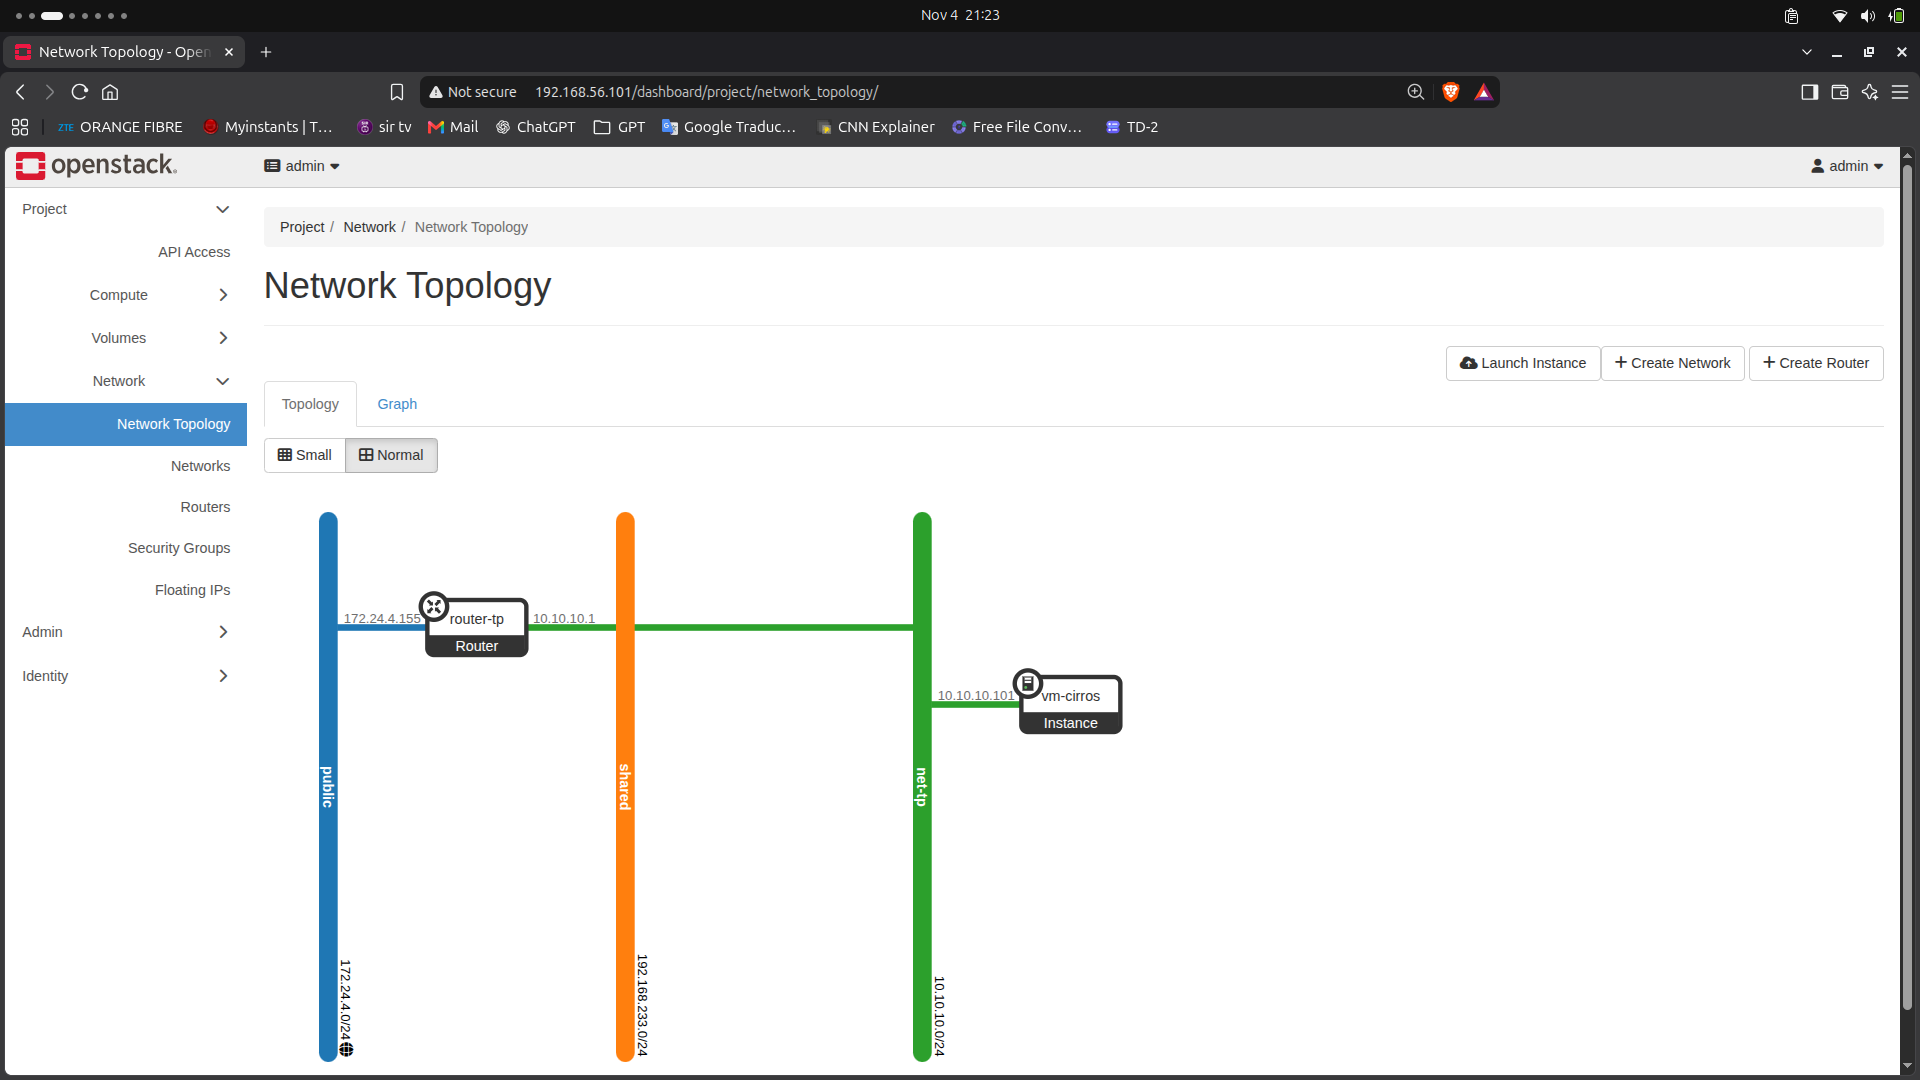 Nov 4 21:23
Network Topology - Open
Not secure 192.168.56.101/dashboard/project/network_topology/
ZTE ORANGE FIBRE Myinstants | T… sir tv Mail ChatGPT GPT Google Traduc… CNN Explainer Free File Conv… TD-2
openstack. admin admin
Project
API Access
Compute
Volumes
Network
Network Topology
Networks
Routers
Security Groups
Floating IPs
Admin
Identity
Project / Network / Network Topology
Network Topology
Launch Instance Create Network Create Router
Topology Graph
Small Normal
172.24.4.155 router-tp 10.10.10.1
Router
10.10.10.101 vm-cirros
Instance
public
shared
net-tp
172.24.4.0/24
192.168.233.0/24
10.10.10.0/24